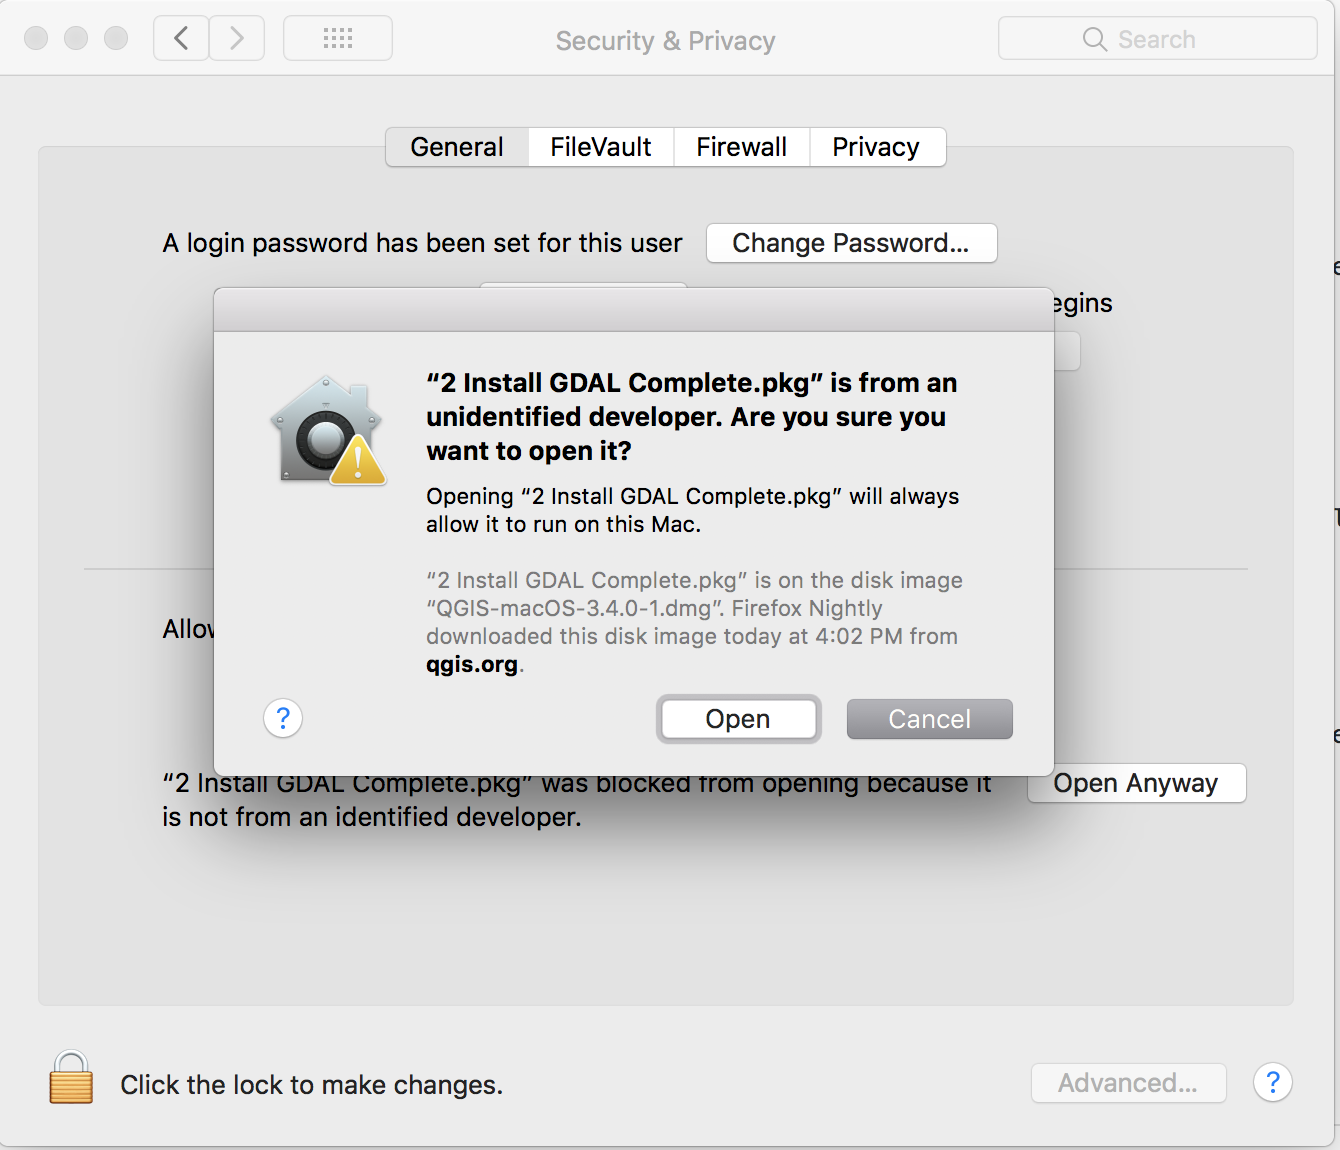 Security & Privacy
Search
General
FileVault
Firewall
Privacy
A login password has been set for this user
Change Password...
“2 Install GDAL Complete.pkg” is from an
unidentified developer. Are you sure you
want to open it?
Opening “2 Install GDAL Complete.pkg” will always
allow it to run on this Mac.
“2 Install GDAL Complete.pkg” is on the disk image
“QGIS-macOS-3.4.0-1.dmg”. Firefox Nightly
downloaded this disk image today at 4:02 PM from
qgis.org.
?
Open
Cancel
“2 Install GDAL Complete.pkg” was blocked from opening because it
is not from an identified developer.
Open Anyway
Click the lock to make changes.
Advanced...
?